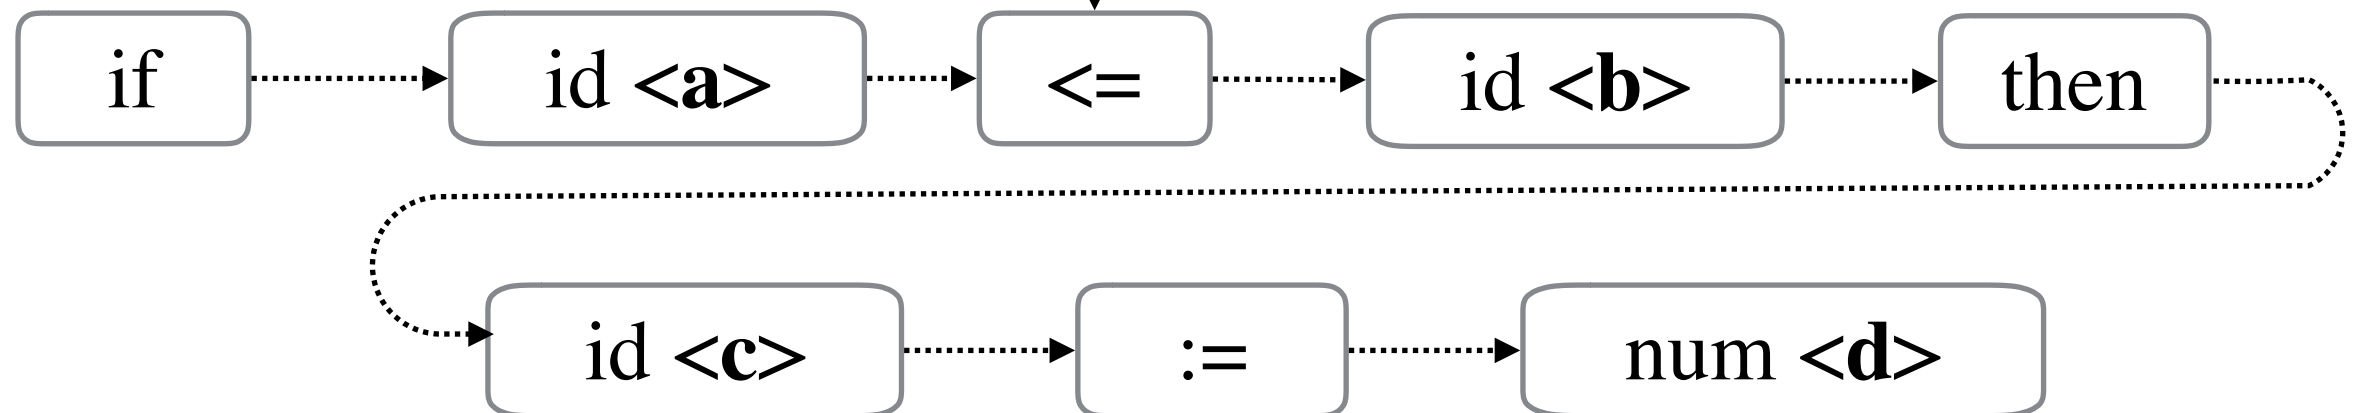 if id <a> <= id <b> then
id <c> := num <d>